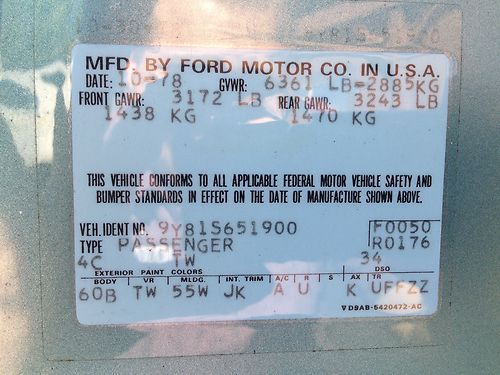 MFD. BY FORD MOTOR CO. IN U.S.A.
DATE: 10-78 GVWR: 6361 LB-2885KG
FRONT GAWR: 3172 LB REAR GAWR: 3243 LB
1438 KG 1470 KG
THIS VEHICLE CONFORMS TO ALL APPLICABLE FEDERAL MOTOR VEHICLE SAFETY AND
BUMPER STANDARDS IN EFFECT ON THE DATE OF MANUFACTURE SHOWN ABOVE.
VEH. IDENT NO. 9Y81S651900 F0050
TYPE PASSENGER R0176
4C TW 34
EXTERIOR PAINT COLORS DSO
BODY VR MLDG. INT. TRIM A/C R S AX TR
60B TW 55W JK A U K UFFZZ
▼D9AB-5420472-AC